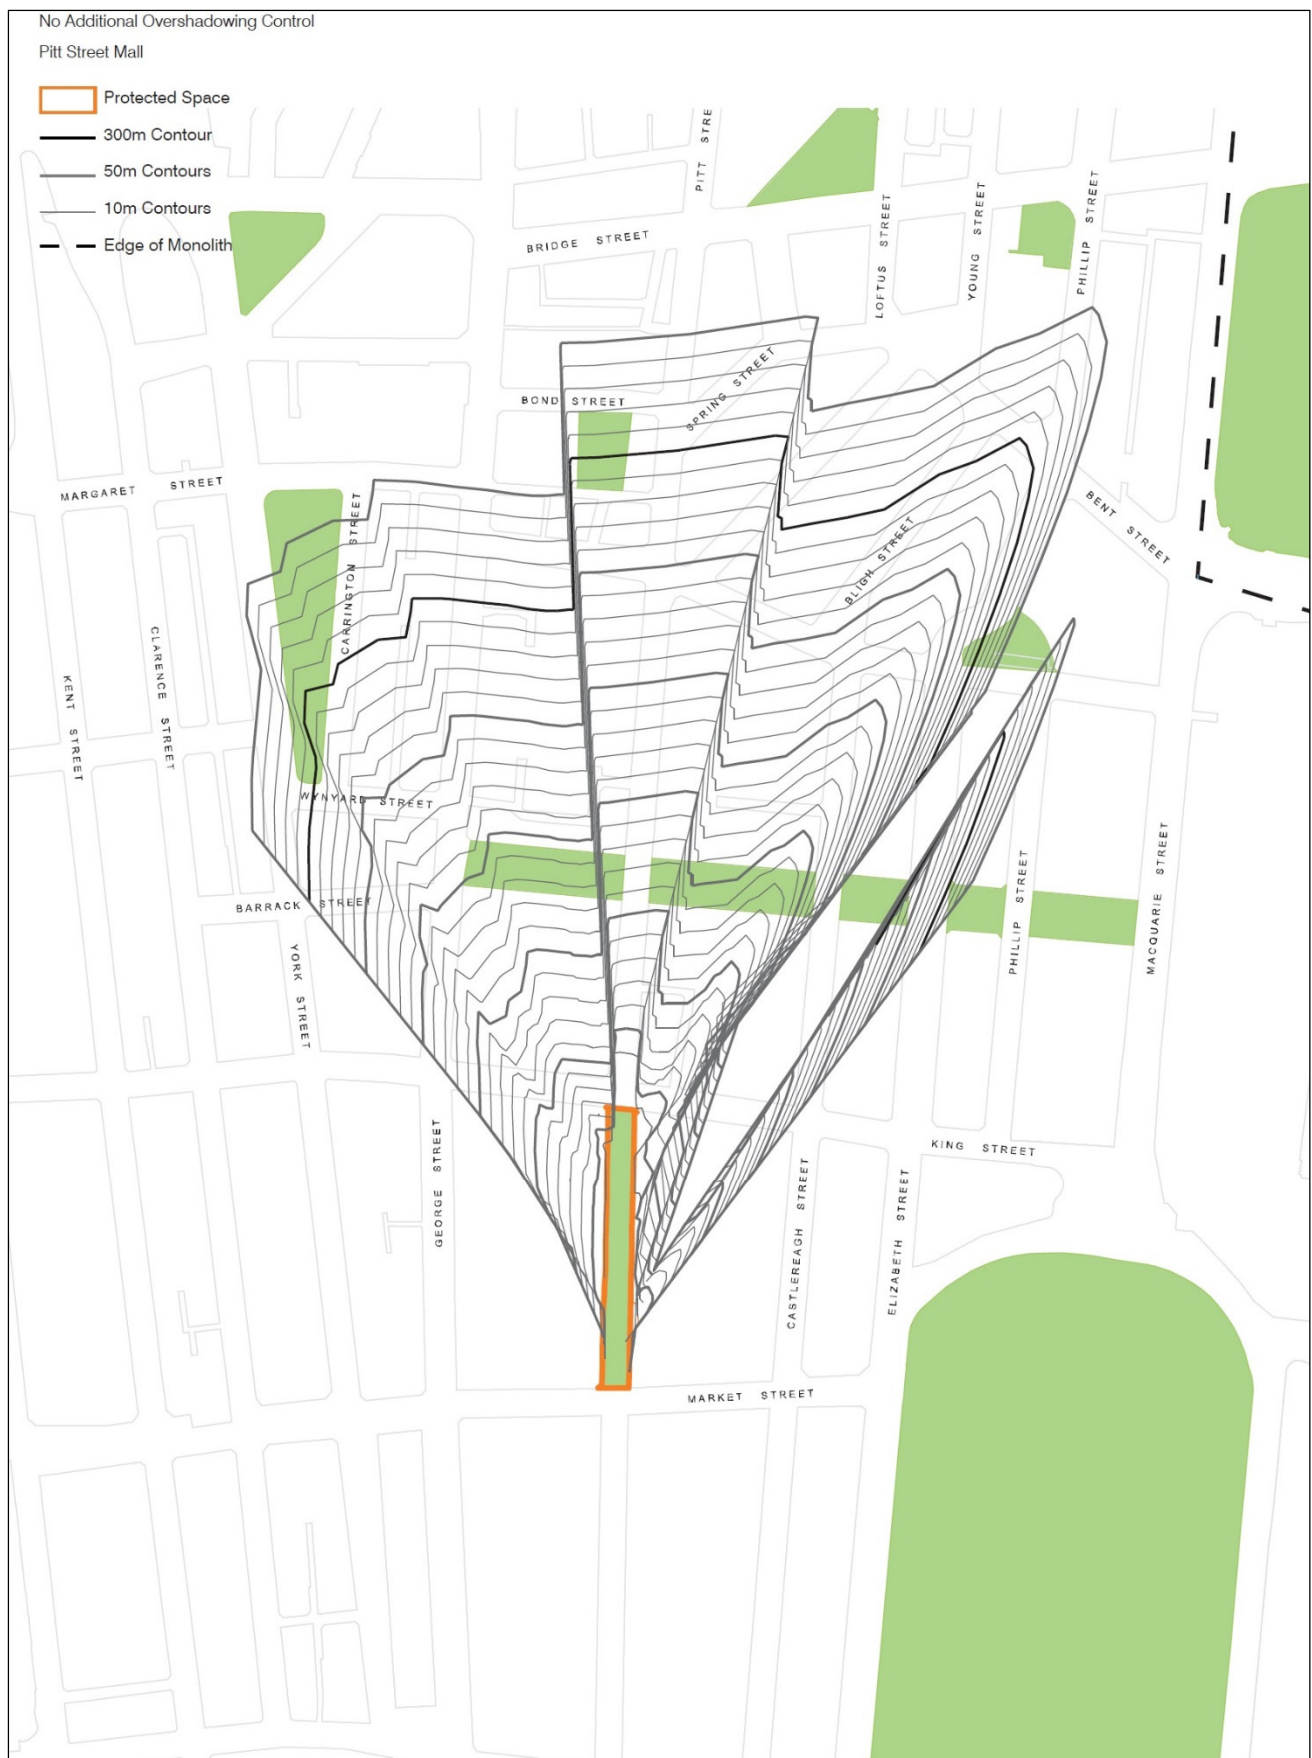 No Additional Overshadowing Control
Pitt Street Mall
Protected Space
300m Contour
50m Contours
10m Contours
Edge of Monolith
PITT STRE
BRIDGE STREET
LOFTUS STREET
YOUNG STREET
PHILLIP STREET
SPRING STREET
BOND STREET
MARGARET STREET
CARRINGTON STREET
BENT STREET
BLIGH STREET
KENT STREET
CLARENCE STREET
WYNYARD STREET
BARRACK STREET
YORK STREET
PHILLIP STREET
MACQUARIE STREET
GEORGE STREET
KING STREET
CASTLEREAGH STREET
ELIZABETH STREET
MARKET STREET